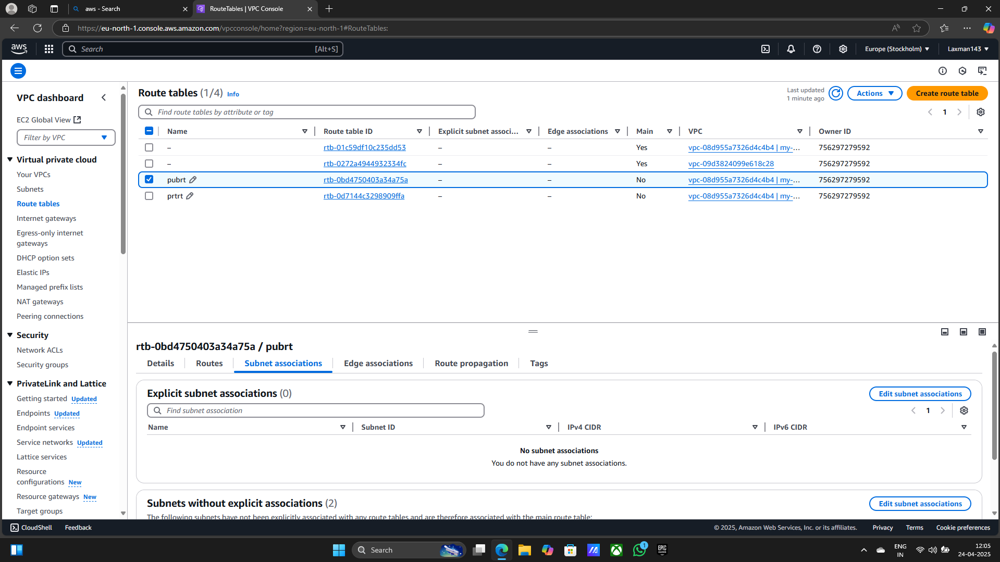 aws - Search
RouteTables | VPC Console
https://eu-north-1.console.aws.amazon.com/vpcconsole/home?region=eu-north-1#RouteTables:
aws
Search
[Alt+S]
Europe (Stockholm)
Laxman143
VPC dashboard
EC2 Global View
Filter by VPC
Virtual private cloud
Your VPCs
Subnets
Route tables
Internet gateways
Egress-only internet
gateways
DHCP option sets
Elastic IPs
Managed prefix lists
NAT gateways
Peering connections
Security
Network ACLs
Security groups
PrivateLink and Lattice
Getting started Updated
Endpoints Updated
Endpoint services
Service networks Updated
Lattice services
Resource
configurations New
Resource gateways New
Target groups
Route tables (1/4) Info
Last updated
1 minute ago
Actions
Create route table
Find route tables by attribute or tag
1
Name Route table ID Explicit subnet associ... Edge associations Main VPC Owner ID
– rtb-01c59df10c235dd53 – – Yes vpc-08d955a7326d4c4b4 | my-... 756297279592
– rtb-0272a4944932334fc – – Yes vpc-09d3824099e618c28 756297279592
pubrt rtb-0bd4750403a34a75a – – No vpc-08d955a7326d4c4b4 | my-... 756297279592
prtrt rtb-0d7144c3298909ffa – – No vpc-08d955a7326d4c4b4 | my-... 756297279592
rtb-0bd4750403a34a75a / pubrt
Details Routes Subnet associations Edge associations Route propagation Tags
Explicit subnet associations (0)
Edit subnet associations
Find subnet association
1
Name Subnet ID IPv4 CIDR IPv6 CIDR
No subnet associations
You do not have any subnet associations.
Subnets without explicit associations (2)
Edit subnet associations
The following subnets have not been explicitly associated with any route tables and are therefore associated with the main route table:
CloudShell Feedback
© 2025, Amazon Web Services, Inc. or its affiliates. Privacy Terms Cookie preferences
Search
1
EPIC
GAMES
ENG
IN
12:05
24-04-2025